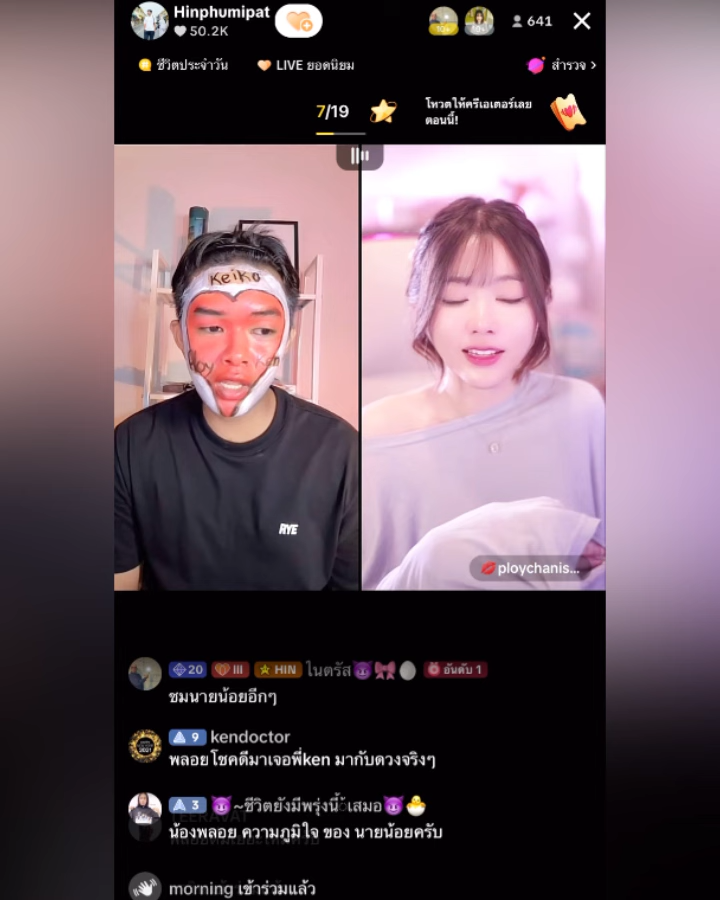 Hinphumipat
50.2K
641
ชีวิตประจำวัน
LIVE ยอดนิยม
สำรวจ
7/19
โหวตให้ครีเอเตอร์เลย
ตอนนี้!
Keiko
RYE
ploychanis...
20 III HIN ในตรัส อันดับ 1
ชมนายน้อยอีกๆ
9 kendoctor
พลอยโชคดีมาเจอพี่ken มากับดวงจริงๆ
3 ~ชีวิตยังมีพรุ่งนี้ให้เสมอ
TEERAVAT
น้องพลอย ความภูมิใจ ของ นายน้อยครับ
morning เข้าร่วมแล้ว